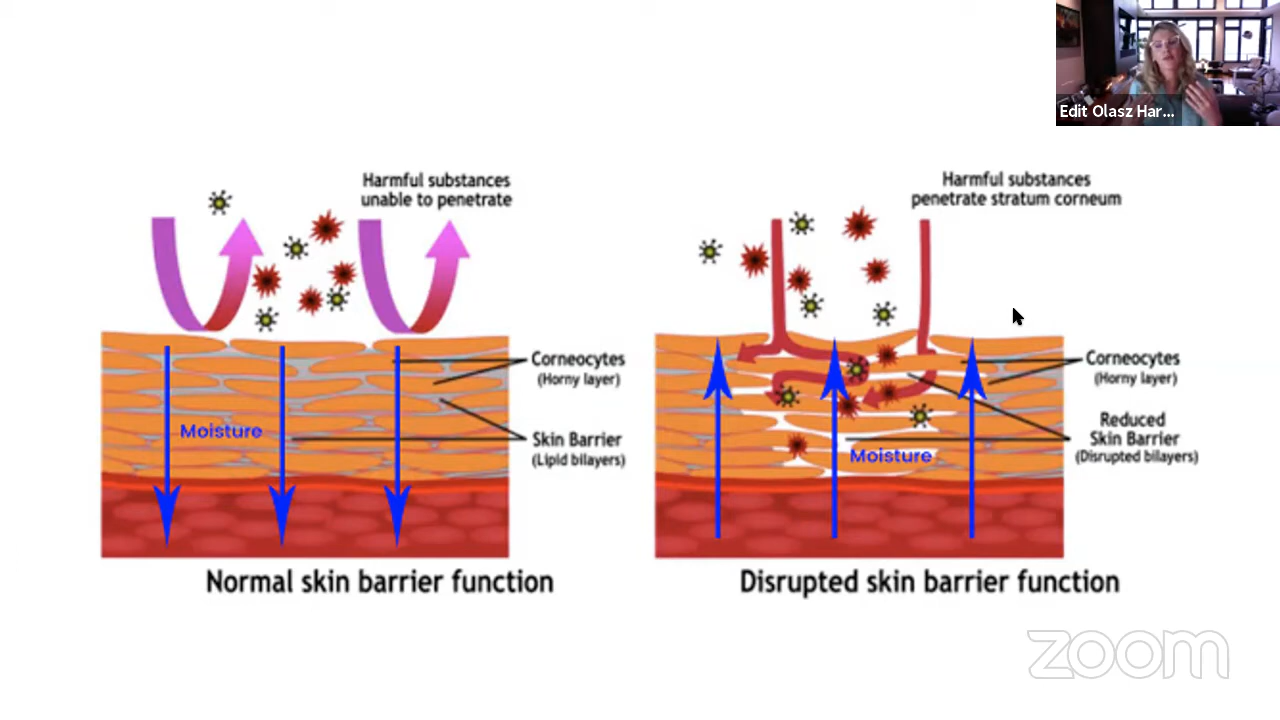 Edit Olasz Har...
Harmful substances
unable to penetrate
Corneocytes
(Horny layer)
Moisture
Skin Barrier
(Lipid bilayers)
Normal skin barrier function
Harmful substances
penetrate stratum corneum
Corneocytes
(Horny layer)
Reduced
Skin Barrier
(Disrupted bilayers)
Moisture
Disrupted skin barrier function
zoom